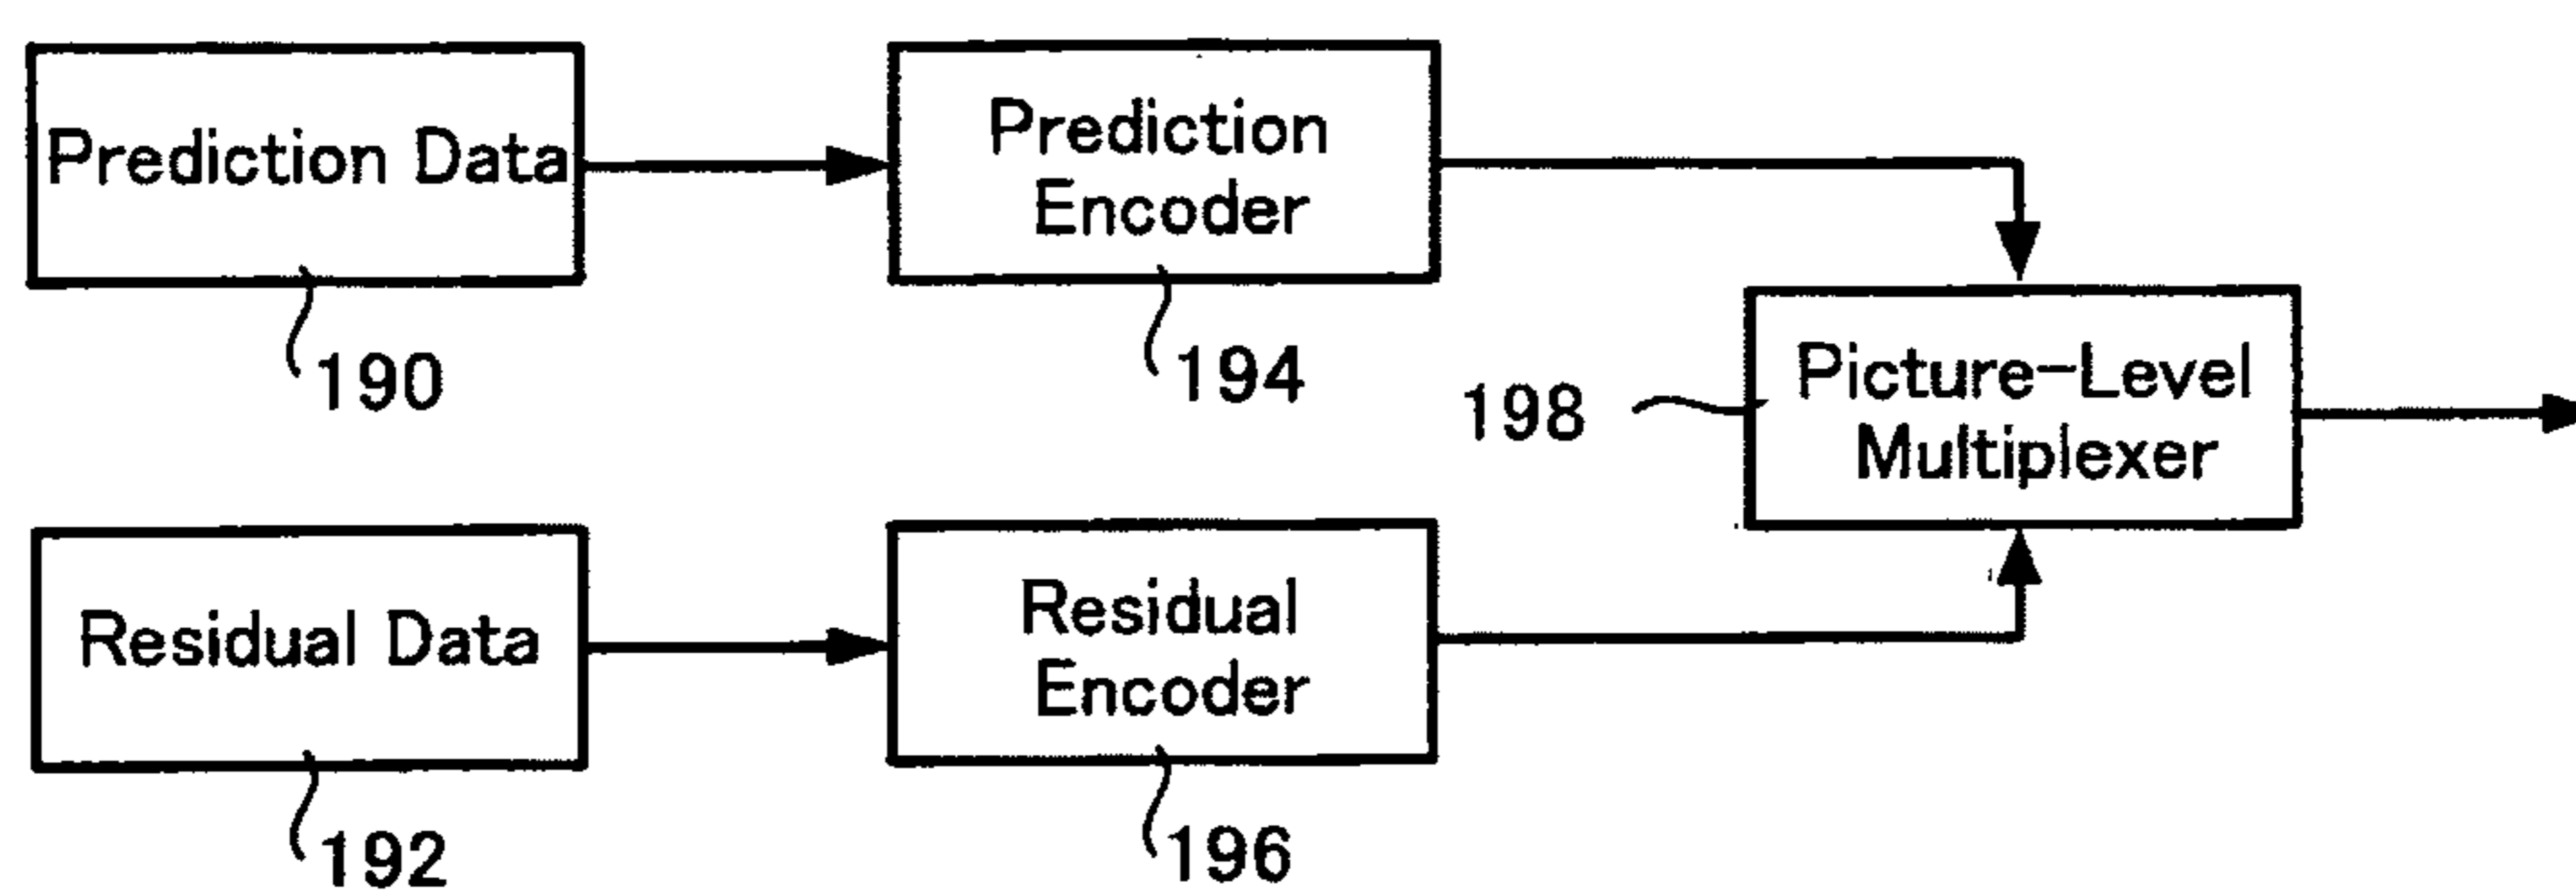 Prediction Data
190
Prediction
Encoder
194
198
Picture-Level
Multiplexer
Residual Data
192
Residual
Encoder
196